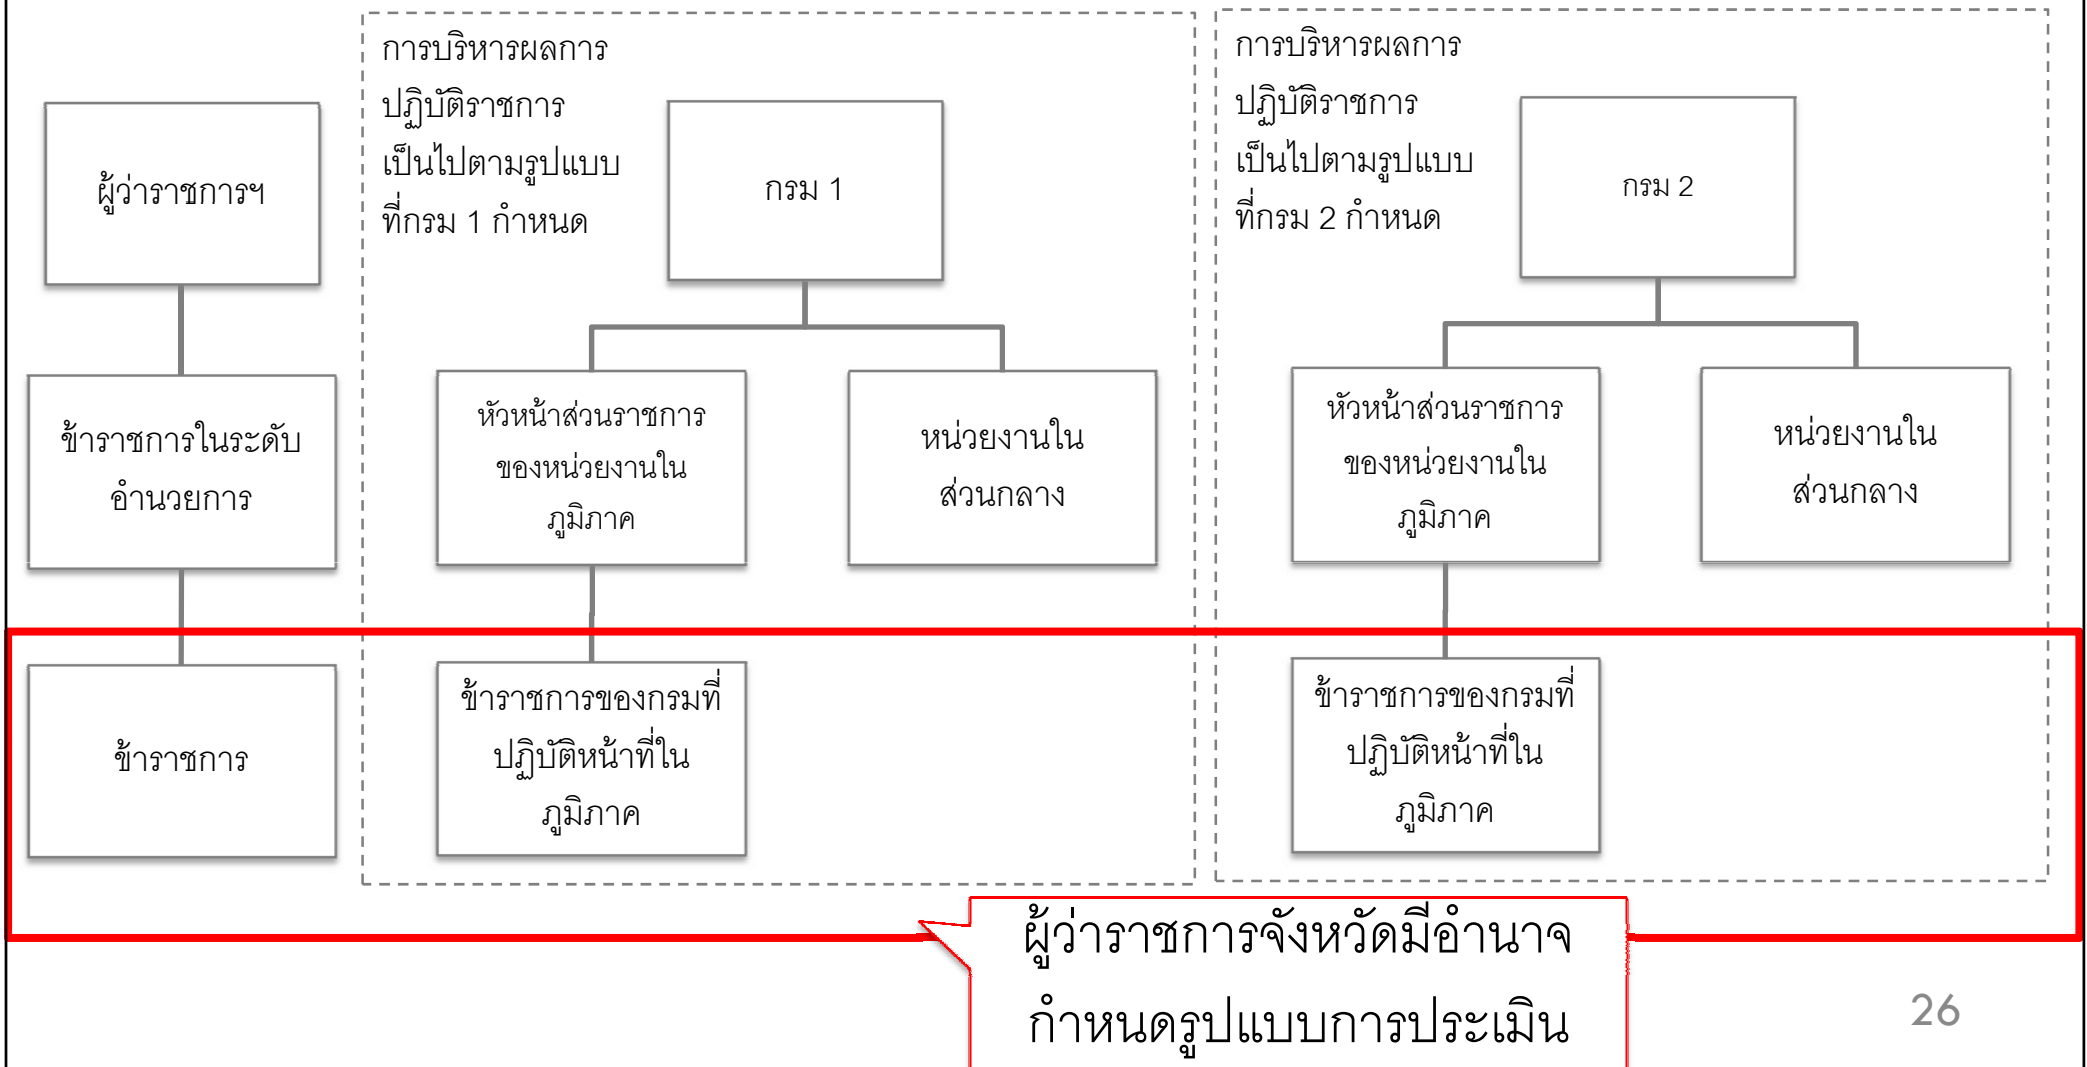 ผู้ว่าราชการฯ
ข้าราชการในระดับ
อำนวยการ
ข้าราชการ
การบริหารผลการ
ปฏิบัติราชการ
เป็นไปตามรูปแบบ
ที่กรม 1 กำหนด
กรม 1
หัวหน้าส่วนราชการ
ของหน่วยงานใน
ภูมิภาค
หน่วยงานใน
ส่วนกลาง
ข้าราชการของกรมที่
ปฏิบัติหน้าที่ใน
ภูมิภาค
การบริหารผลการ
ปฏิบัติราชการ
เป็นไปตามรูปแบบ
ที่กรม 2 กำหนด
กรม 2
หัวหน้าส่วนราชการ
ของหน่วยงานใน
ภูมิภาค
หน่วยงานใน
ส่วนกลาง
ข้าราชการของกรมที่
ปฏิบัติหน้าที่ใน
ภูมิภาค
ผู้ว่าราชการจังหวัดมีอำนาจ
กำหนดรูปแบบการประเมิน
26